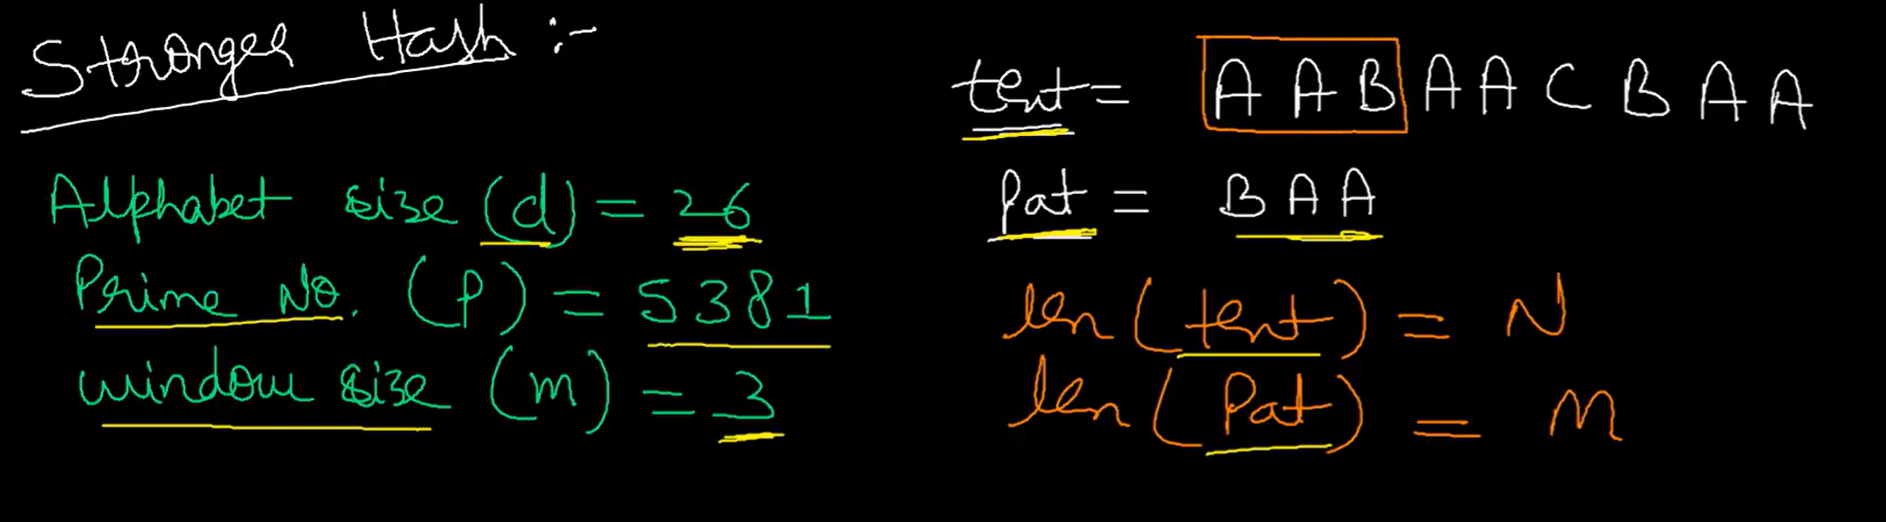 Stronger Hash :-
Alphabet size (d) = 26
Prime No. (p) = 5381
window size (m) = 3
text = A A B A A C B A A
Pat = B A A
len (text) = N
len (Pat) = M